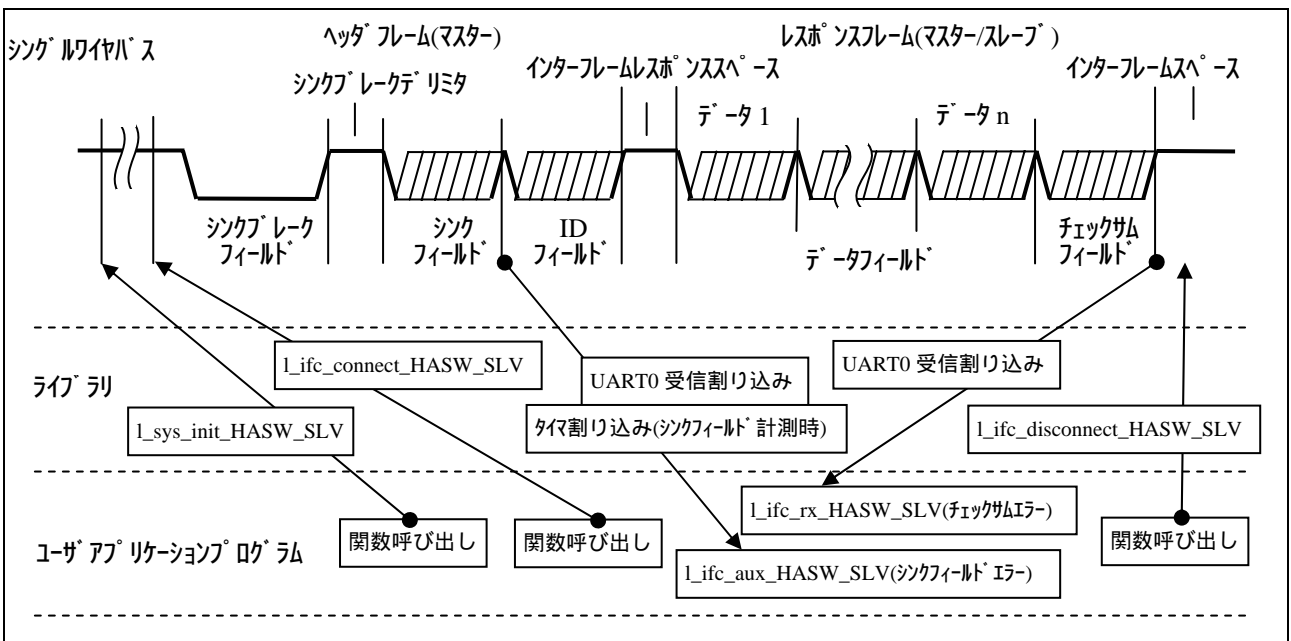 シングルワイヤバス
ヘッダフレーム(マスター)
レスポンスフレーム(マスター/スレーブ)
シンクブレークデリミタ
インターフレームレスポンススペース
インターフレームスペース
データ 1
データ n
シンクブレーク
フィールド
シンク
フィールド
ID
フィールド
データフィールド
チェックサム
フィールド
ライブラリ
l_ifc_connect_HASW_SLV
UART0 受信割り込み
UART0 受信割り込み
l_sys_init_HASW_SLV
タイマ割り込み(シンクフィールド計測時)
l_ifc_disconnect_HASW_SLV
ユーザアプリケーションプログラム
関数呼び出し
関数呼び出し
l_ifc_rx_HASW_SLV(チェックサムエラー)
関数呼び出し
l_ifc_aux_HASW_SLV(シンクフィールドエラー)